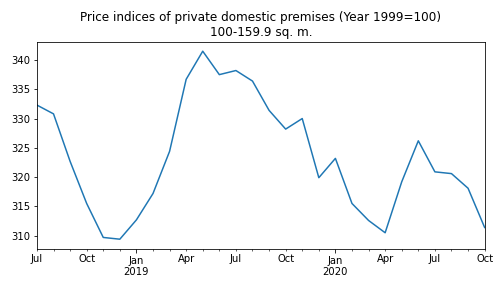 Price indices of private domestic premises (Year 1999=100)
100-159.9 sq. m.
340
335
330
325
320
315
310
Jul Oct Jan Apr Jul Oct Jan Apr Jul Oct
2019 2020